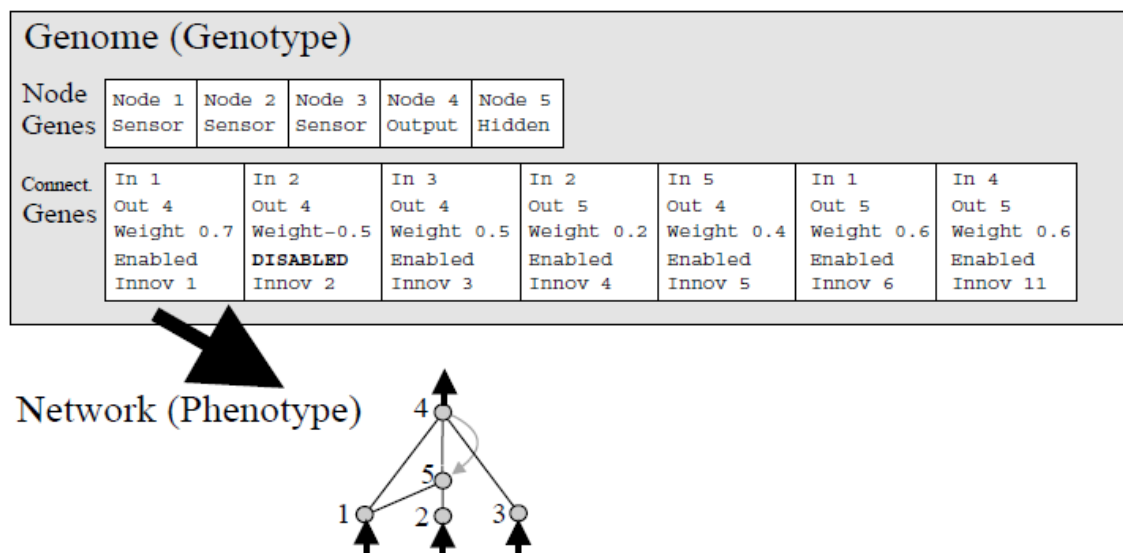 Genome (Genotype)
Node Genes
Node 1 Sensor
Node 2 Sensor
Node 3 Sensor
Node 4 Output
Node 5 Hidden
Connect. Genes
In 1
Out 4
Weight 0.7
Enabled
Innov 1
In 2
Out 4
Weight-0.5
DISABLED
Innov 2
In 3
Out 4
Weight 0.5
Enabled
Innov 3
In 2
Out 5
Weight 0.2
Enabled
Innov 4
In 5
Out 4
Weight 0.4
Enabled
Innov 5
In 1
Out 5
Weight 0.6
Enabled
Innov 6
In 4
Out 5
Weight 0.6
Enabled
Innov 11
Network (Phenotype)
4
5
1
2
3